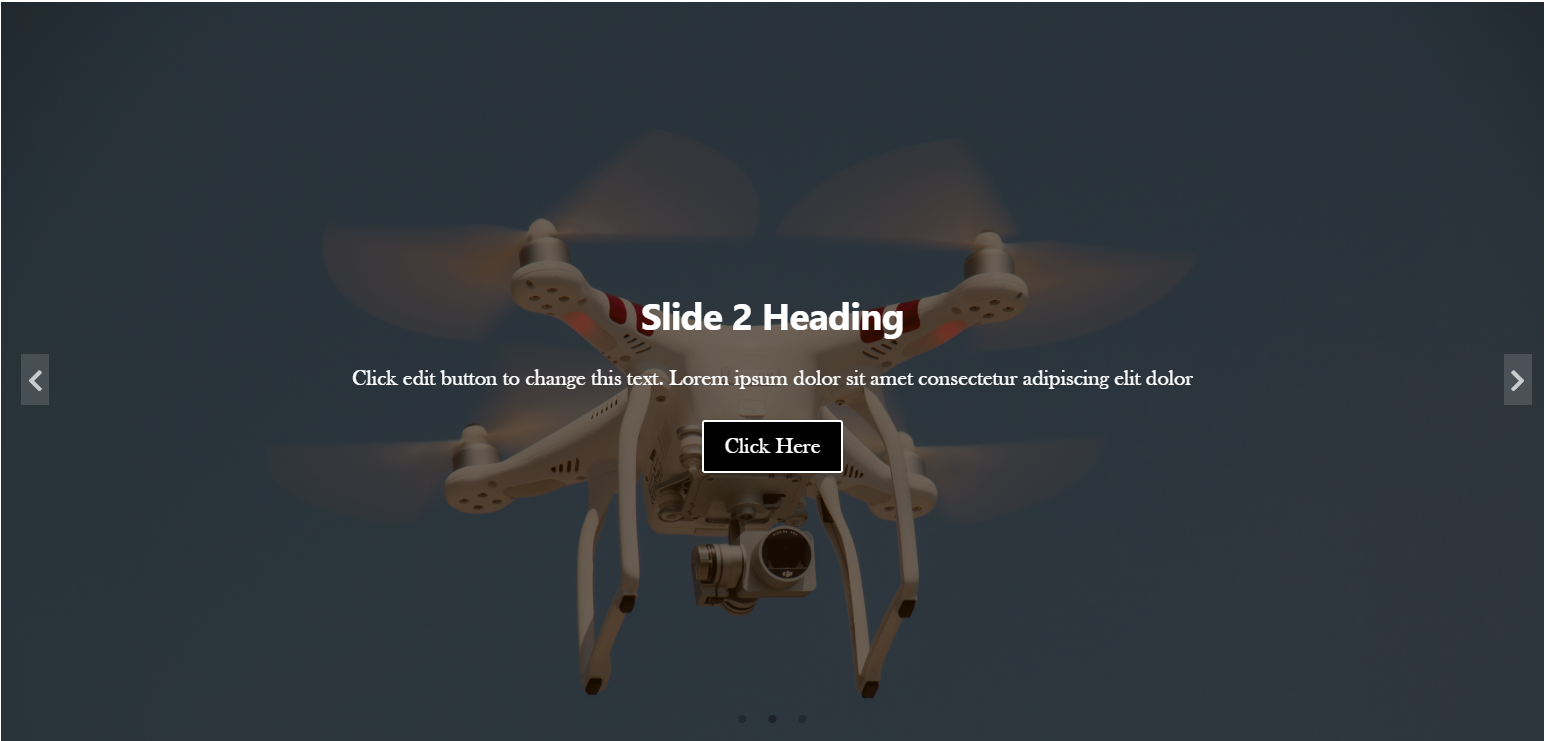 Slide 2 Heading
Click edit button to change this text. Lorem ipsum dolor sit amet consectetur adipiscing elit dolor
Click Here